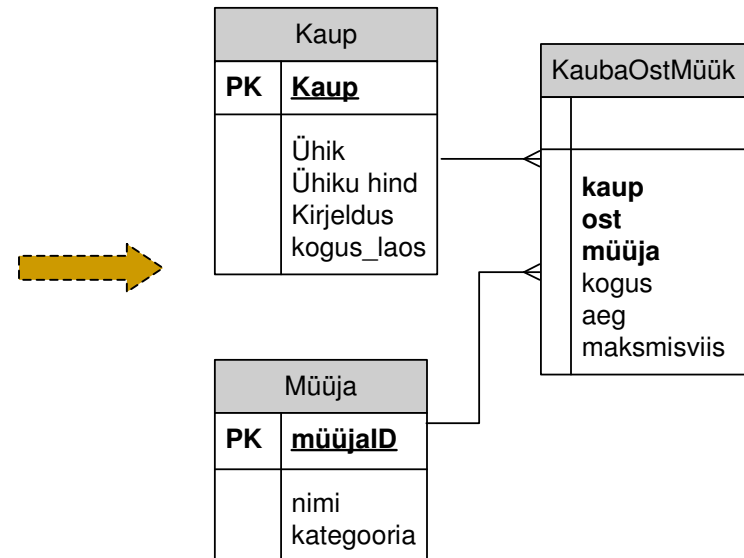 Kaup
PK Kaup
Ühik
Ühiku hind
Kirjeldus
kogus_laos
KaubaOstMüük
kaup
ost
müüja
kogus
aeg
maksmisviis
Müüja
PK müüjaID
nimi
kategooria